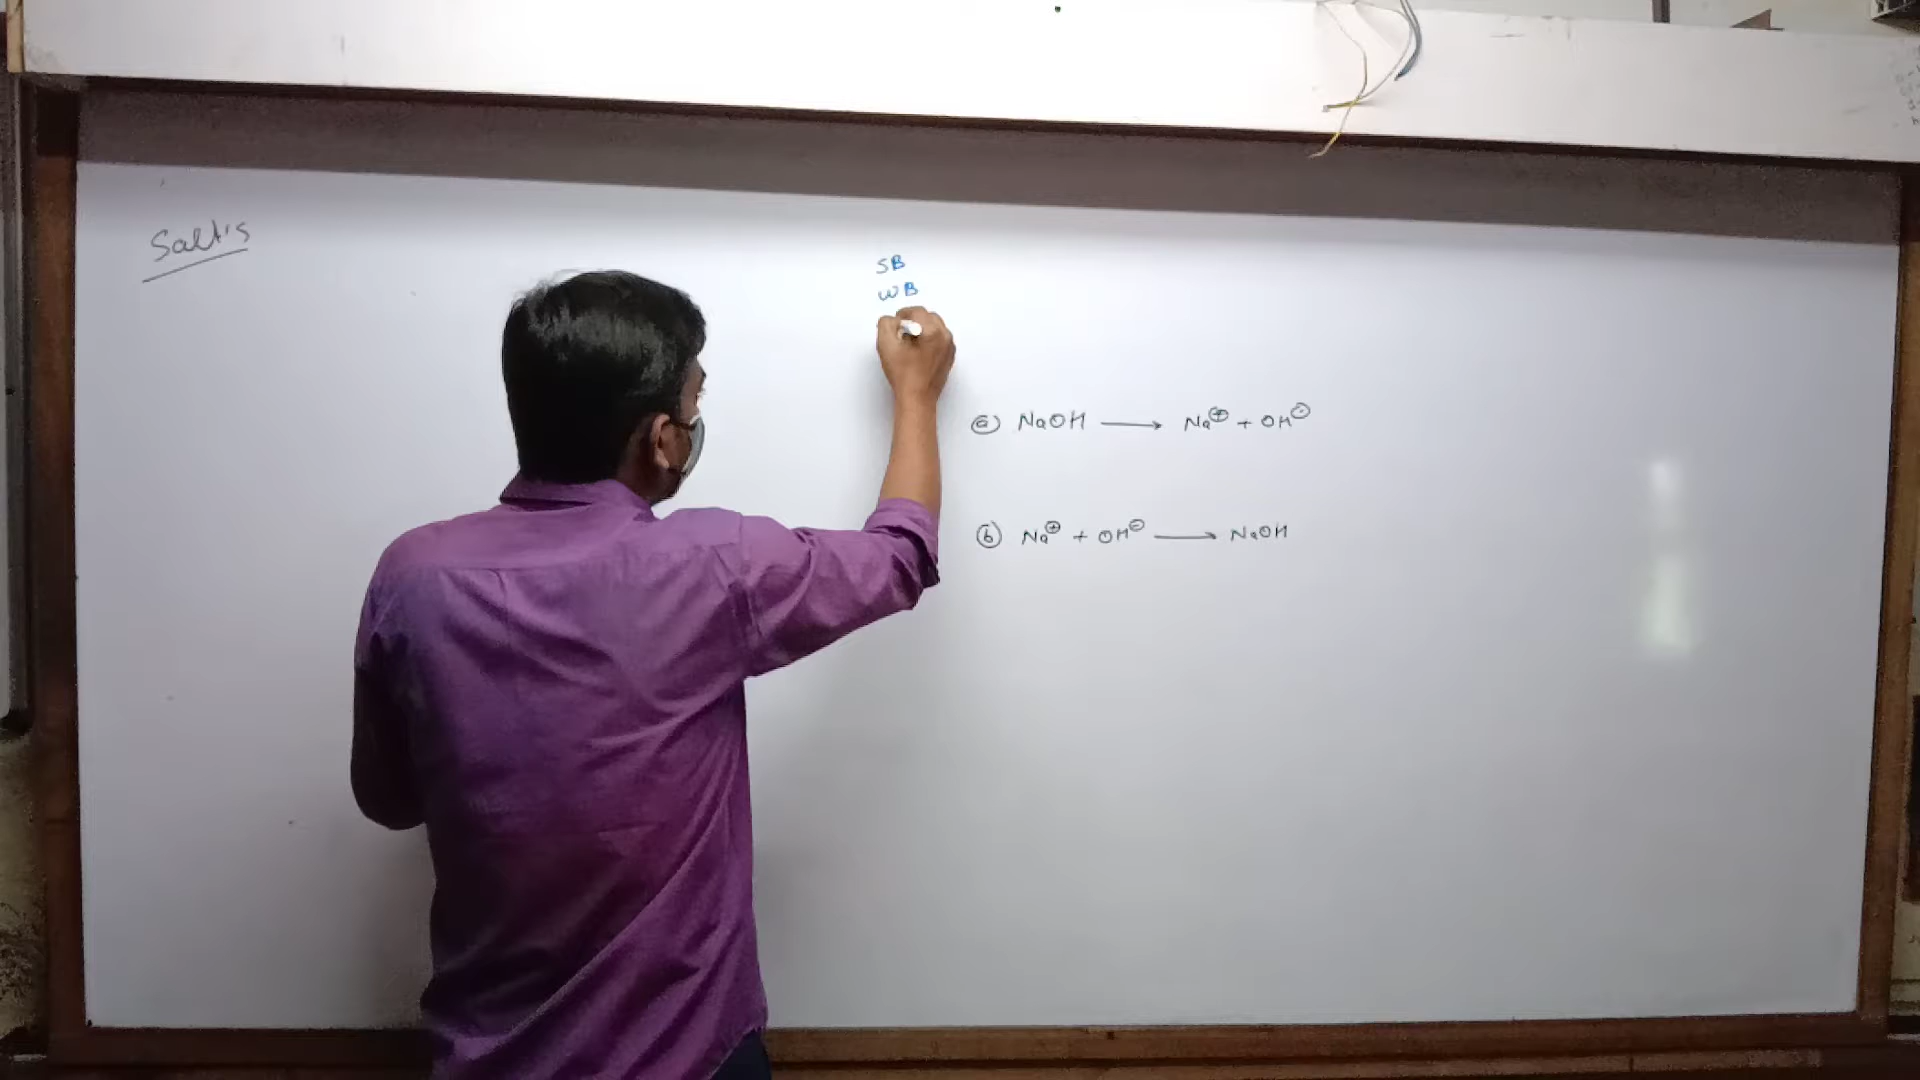 Salt's
SB
WB
ⓐ NaOH ⟶ Na⊕ + OH⊖
ⓑ Na⊕ + OH⊖ ⟶ NaOH